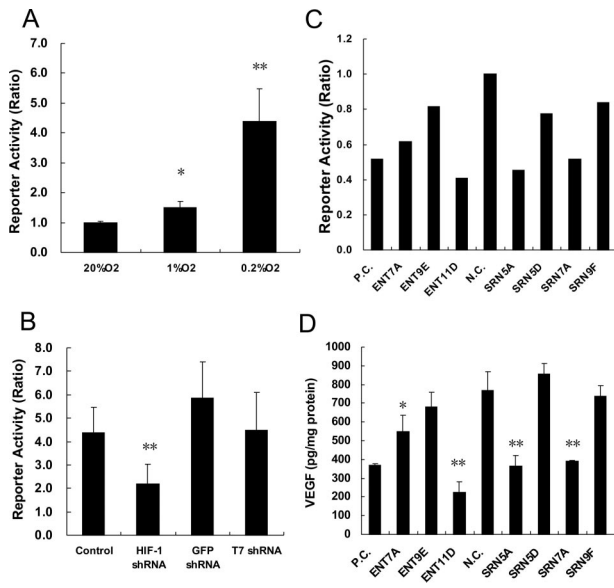 A
Reporter Activity (Ratio)
7.0
6.0
5.0
4.0
3.0
2.0
1.0
0.0
*
**
20%O2 1%O2 0.2%O2
B
Reporter Activity (Ratio)
8.0
7.0
6.0
5.0
4.0
3.0
2.0
1.0
0.0
**
Control HIF-1 GFP T7 shRNA
shRNA shRNA
C
Reporter Activity (Ratio)
1.2
1.0
0.8
0.6
0.4
0.2
0.0
P.C. ENT7A ENT9E ENT11D N.C. SRN5A SRN5D SRN7A SRN9F
D
VEGF (pg/mg protein)
1000
900
800
700
600
500
400
300
200
100
0
* ** ** **
P.C. ENT7A ENT9E ENT11D N.C. SRN5A SRN5D SRN7A SRN9F